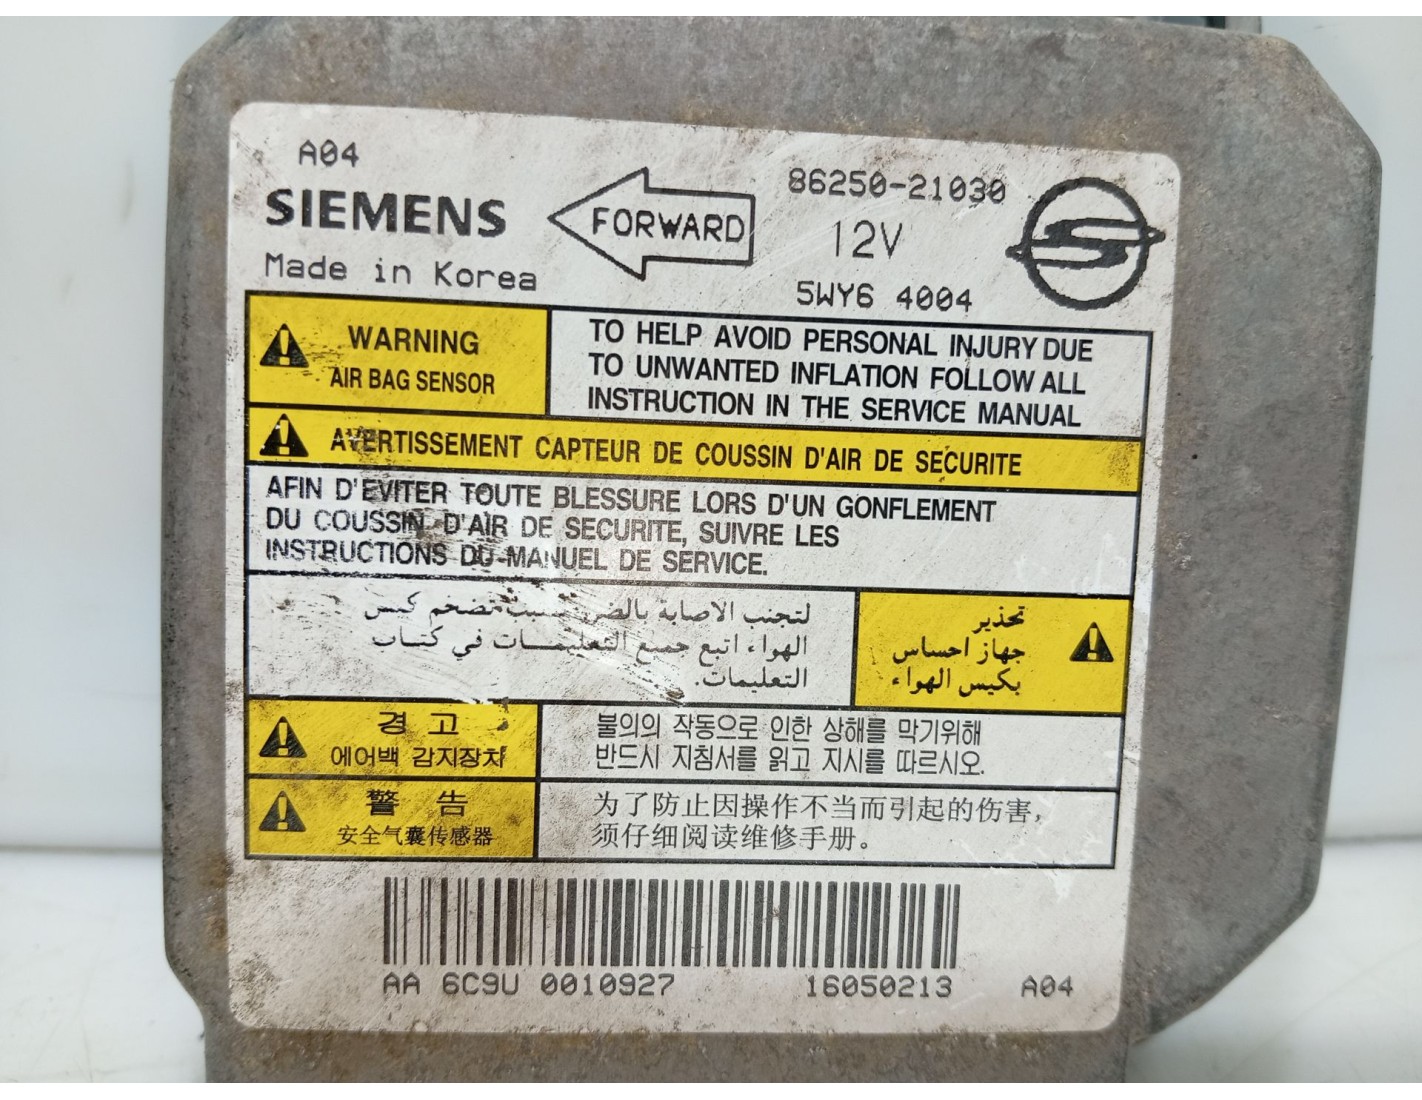 A04
SIEMENS
Made in Korea
FORWARD
86250-21030
12V
5WY6 4004
WARNING
AIR BAG SENSOR
TO HELP AVOID PERSONAL INJURY DUE
TO UNWANTED INFLATION FOLLOW ALL
INSTRUCTION IN THE SERVICE MANUAL
AVERTISSEMENT CAPTEUR DE COUSSIN D'AIR DE SECURITE
AFIN D'EVITER TOUTE BLESSURE LORS D'UN GONFLEMENT
DU COUSSIN D'AIR DE SECURITE, SUIVRE LES
INSTRUCTIONS DU MANUEL DE SERVICE.
تحذير
جهاز احساس
بكيس الهواء
لتجنب الاصابة بالضرر بسبب تضخم كيس
الهواء اتبع جميع التعليمات في كتاب
التعليمات.
경 고
에어백 감지장치
불의의 작동으로 인한 상해를 막기위해
반드시 지침서를 읽고 지시를 따르시오.
警 告
安全气囊传感器
为了防止因操作不当而引起的伤害,
须仔细阅读维修手册。
AA 6C9U 0010927 16050213 A04